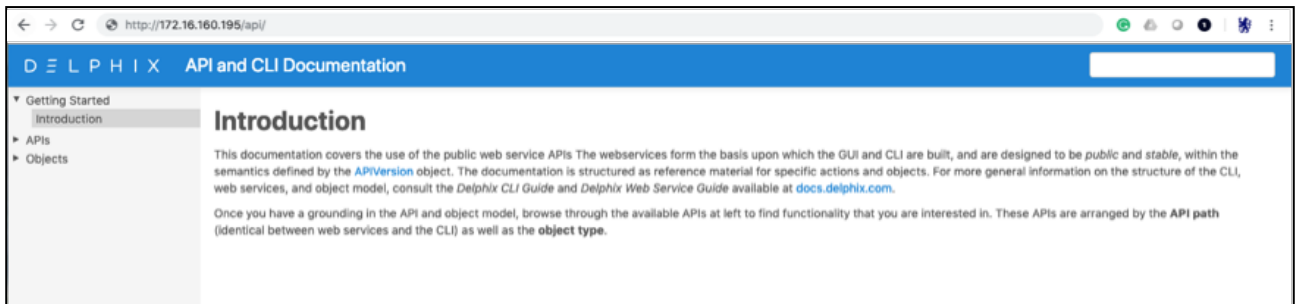 http://172.16.160.195/api/
DELPHIX API and CLI Documentation
Getting Started
Introduction
APIs
Objects
Introduction
This documentation covers the use of the public web service APIs The webservices form the basis upon which the GUI and CLI are built, and are designed to be public and stable, within the
semantics defined by the APIVersion object. The documentation is structured as reference material for specific actions and objects. For more general information on the structure of the CLI,
web services, and object model, consult the Delphix CLI Guide and Delphix Web Service Guide available at docs.delphix.com.
Once you have a grounding in the API and object model, browse through the available APIs at left to find functionality that you are interested in. These APIs are arranged by the API path
(identical between web services and the CLI) as well as the object type.